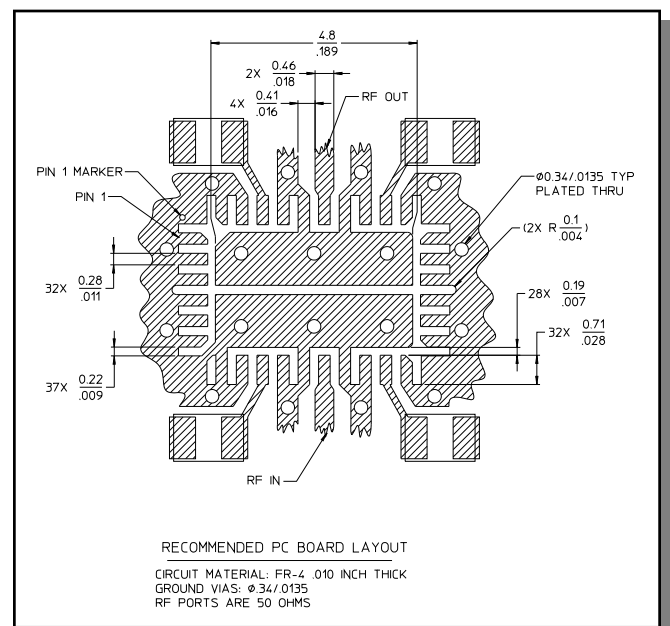 4.8
.189
2X 0.46
.018
4X 0.41
.016
RF OUT
PIN 1 MARKER
PIN 1
Ø0.34/.0135 TYP
PLATED THRU
(2X R 0.1
.004)
32X 0.28
.011
28X 0.19
.007
32X 0.71
.028
37X 0.22
.009
RF IN
RECOMMENDED PC BOARD LAYOUT
CIRCUIT MATERIAL: FR-4 .010 INCH THICK
GROUND VIAS: Ø.34/.0135
RF PORTS ARE 50 OHMS